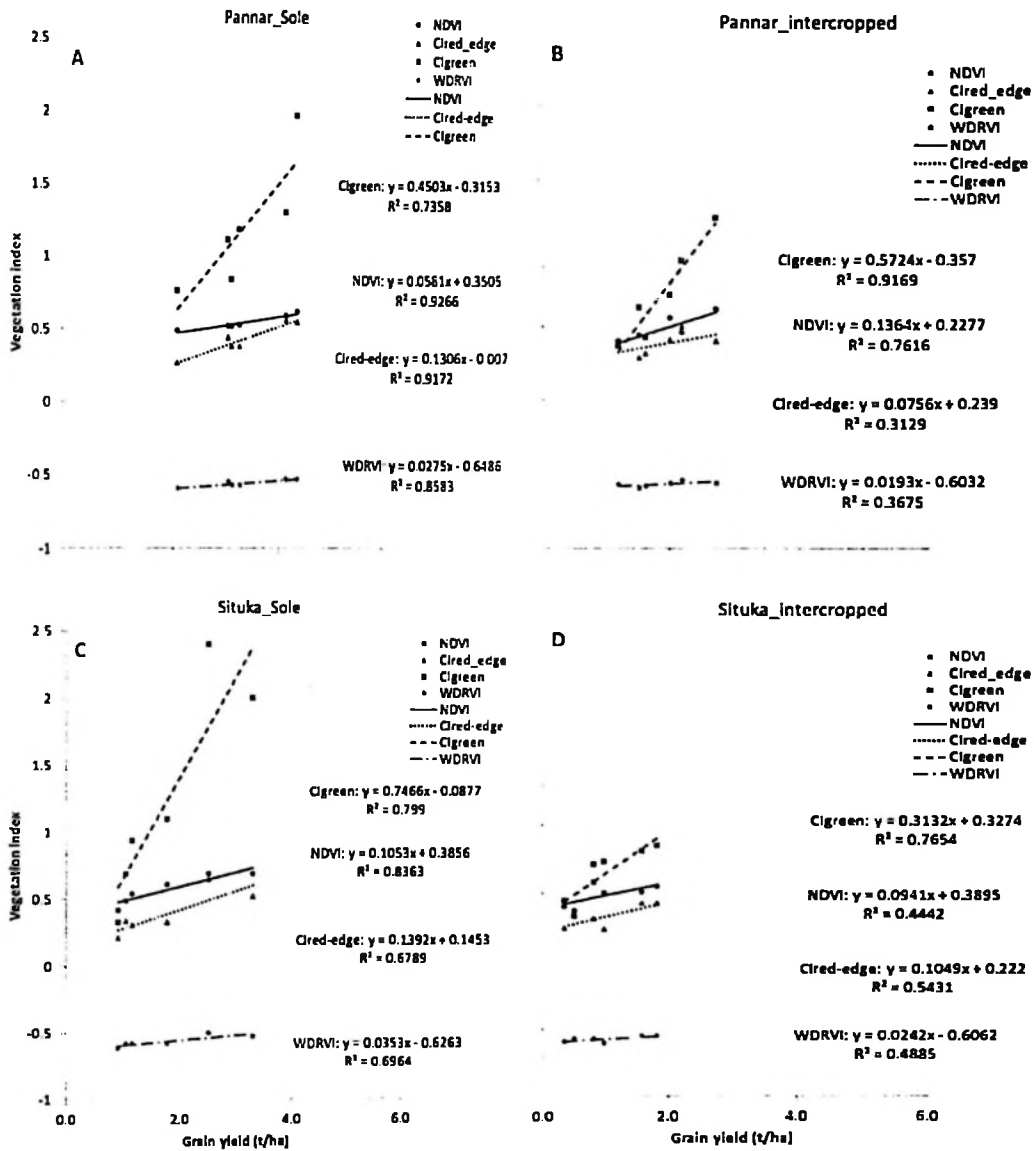 Pannar_Sole
A
NDVI
CIred_edge
CIgreen
WDRVI
NDVI
CIred-edge
CIgreen
2.5
2
1.5
1
0.5
0
-0.5
-1
Vegetation index
CIgreen: y = 0.4503x - 0.3153
R² = 0.7358
NDVI: y = 0.0581x + 0.3505
R² = 0.9266
CIred-edge: y = 0.1306x - 0.007
R² = 0.9172
WDRVI: y = 0.0275x - 0.6486
R² = 0.8583
Pannar_intercropped
B
NDVI
CIred_edge
CIgreen
WDRVI
NDVI
CIred-edge
CIgreen
WDRVI
CIgreen: y = 0.5724x - 0.357
R² = 0.9169
NDVI: y = 0.1364x + 0.2277
R² = 0.7616
CIred-edge: y = 0.0756x + 0.239
R² = 0.3129
WDRVI: y = 0.0193x - 0.6032
R² = 0.3675
Situka_Sole
C
NDVI
CIred_edge
CIgreen
WDRVI
NDVI
CIred-edge
CIgreen
WDRVI
2 5
2
1.5
1
0.5
0
-0.5
-1
Vegetation index
CIgreen: y = 0.7466x - 0.0877
R² = 0.799
NDVI: y = 0.1053x + 0.3856
R² = 0.8363
CIred-edge: y = 0.1392x + 0.1453
R² = 0.6789
WDRVI: y = 0.0353x - 0.6263
R² = 0.6964
0.0 2.0 4.0 6.0
Grain yield [t/ha]
Situka_intercropped
D
NDVI
CIred_edge
CIgreen
WDRVI
NDVI
CIred-edge
CIgreen
WDRVI
CIgreen: y = 0.3132x + 0.3274
R² = 0.7654
NDVI: y = 0.0941x + 0.3895
R² = 0.4442
CIred-edge: y = 0.1049x + 0.222
R² = 0.5431
WDRVI: y = 0.0242x - 0.6062
R² = 0.4885
0.0 2.0 4.0 6.0
Grain yield [t/ha]